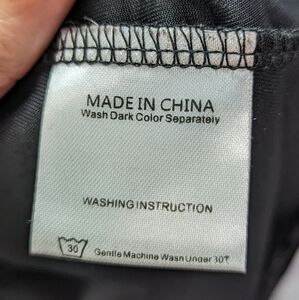 MADE IN CHINA
Wash Dark Color Separately
WASHING INSTRUCTION
30
Gentle Machine Wash Under 30°